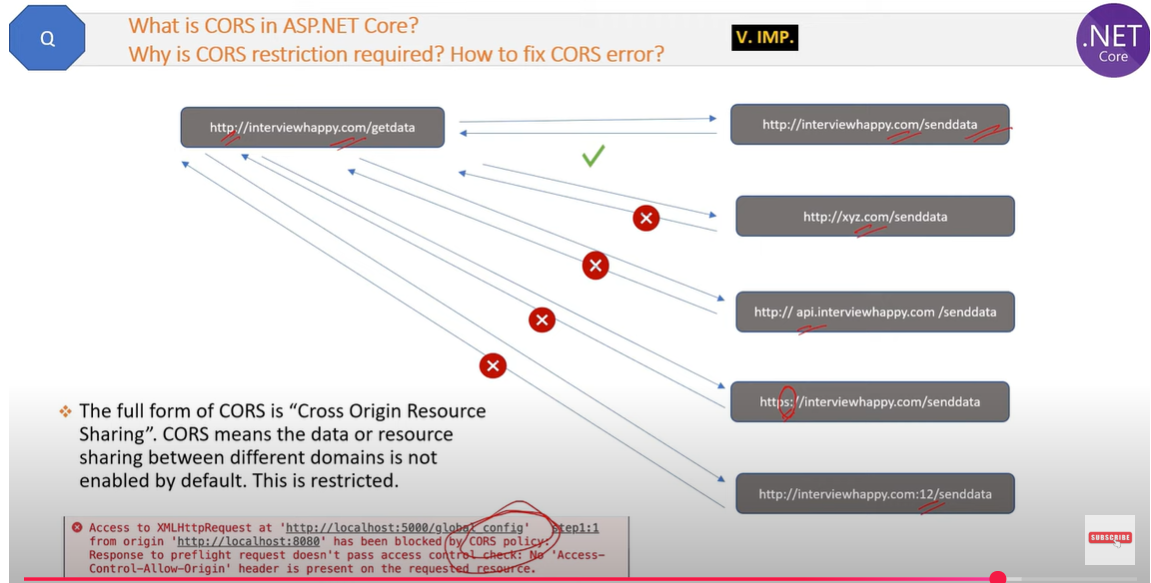 Q
What is CORS in ASP.NET Core?
Why is CORS restriction required? How to fix CORS error?
V. IMP.
.NET
Core
http://interviewhappy.com/getdata
http://interviewhappy.com/senddata
http://xyz.com/senddata
http:// api.interviewhappy.com /senddata
https://interviewhappy.com/senddata
http://interviewhappy.com:12/senddata
❖ The full form of CORS is “Cross Origin Resource
Sharing”. CORS means the data or resource
sharing between different domains is not
enabled by default. This is restricted.
Access to XMLHttpRequest at 'http://localhost:5000/global_config' step1:1
from origin 'http://localhost:8080' has been blocked by CORS policy:
Response to preflight request doesn't pass access control check: No 'Access-
Control-Allow-Origin' header is present on the requested resource.
SUBSCRIBE